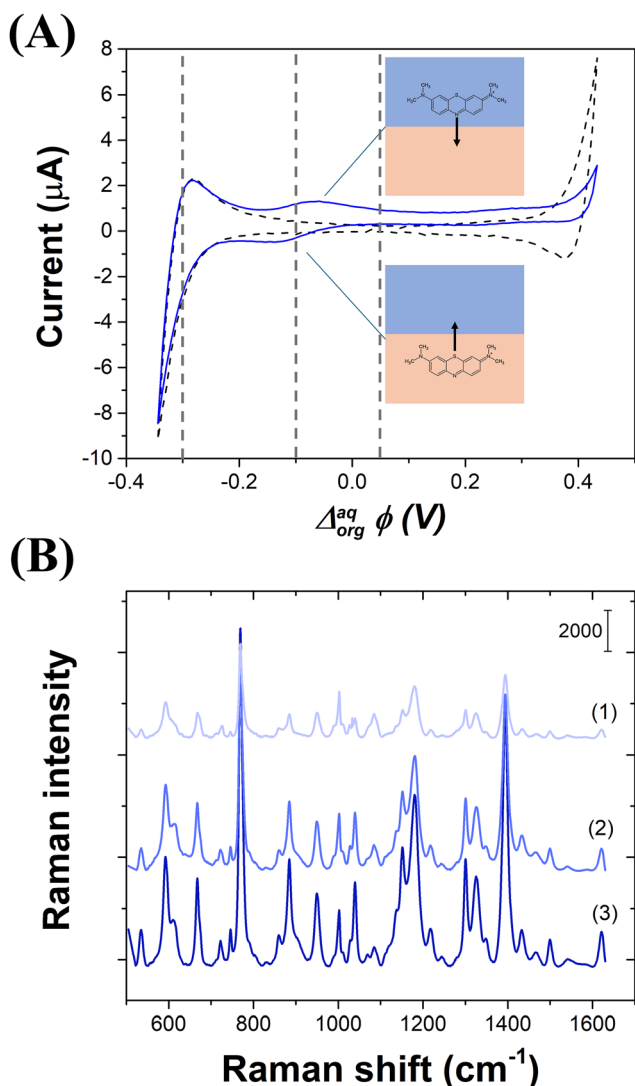 (A)
8
6
4
2
0
-2
-4
-6
-8
-10
Current (μA)
-0.4 -0.2 0.0 0.2 0.4
Δ^{aq}_{org} ϕ (V)
(B)
2000
(1)
(2)
(3)
Raman intensity
600 800 1000 1200 1400 1600
Raman shift (cm⁻¹)